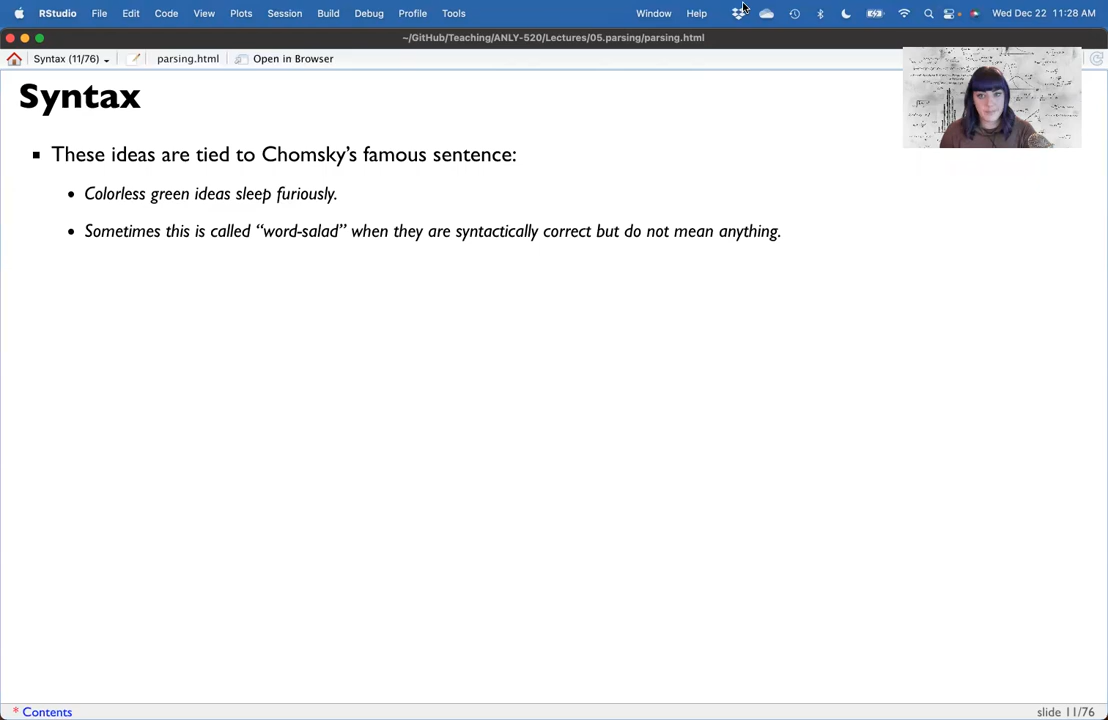 RStudio File Edit Code View Plots Session Build Debug Profile Tools Window Help Wed Dec 22 11:28 AM
~/GitHub/Teaching/ANLY-520/Lectures/05.parsing/parsing.html
Syntax (11/76) parsing.html Open in Browser
Syntax
These ideas are tied to Chomsky’s famous sentence:
Colorless green ideas sleep furiously.
Sometimes this is called “word-salad” when they are syntactically correct but do not mean anything.
* Contents slide 11/76